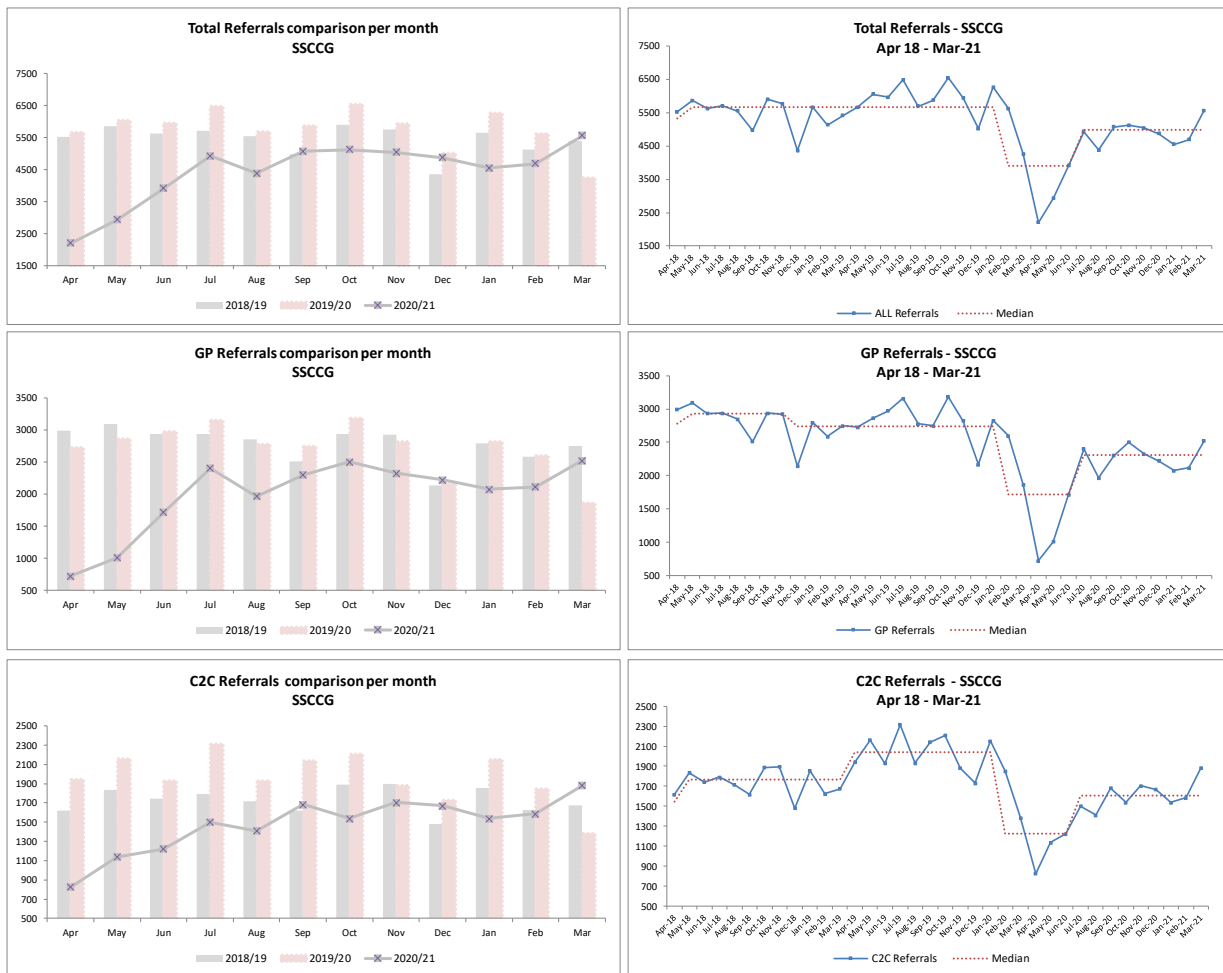 Total Referrals comparison per month
SSCCG
7500
6500
5500
4500
3500
2500
1500
Apr May Jun Jul Aug Sep Oct Nov Dec Jan Feb Mar
2018/19 2019/20 2020/21
Total Referrals - SSCCG
Apr 18 - Mar-21
7500
6500
5500
4500
3500
2500
1500
Apr-18 May-18 Jun-18 Jul-18 Aug-18 Sep-18 Oct-18 Nov-18 Dec-18 Jan-19 Feb-19 Mar-19 Apr-19 May-19 Jun-19 Jul-19 Aug-19 Sep-19 Oct-19 Nov-19 Dec-19 Jan-20 Feb-20 Mar-20 Apr-20 May-20 Jun-20 Jul-20 Aug-20 Sep-20 Oct-20 Nov-20 Dec-20 Jan-21 Feb-21 Mar-21
ALL Referrals Median
GP Referrals comparison per month
SSCCG
3500
3000
2500
2000
1500
1000
500
Apr May Jun Jul Aug Sep Oct Nov Dec Jan Feb Mar
2018/19 2019/20 2020/21
GP Referrals - SSCCG
Apr 18 - Mar-21
3500
3000
2500
2000
1500
1000
500
Apr-18 May-18 Jun-18 Jul-18 Aug-18 Sep-18 Oct-18 Nov-18 Dec-18 Jan-19 Feb-19 Mar-19 Apr-19 May-19 Jun-19 Jul-19 Aug-19 Sep-19 Oct-19 Nov-19 Dec-19 Jan-20 Feb-20 Mar-20 Apr-20 May-20 Jun-20 Jul-20 Aug-20 Sep-20 Oct-20 Nov-20 Dec-20 Jan-21 Feb-21 Mar-21
GP Referrals Median
C2C Referrals comparison per month
SSCCG
2500
2300
2100
1900
1700
1500
1300
1100
900
700
500
Apr May Jun Jul Aug Sep Oct Nov Dec Jan Feb Mar
2018/19 2019/20 2020/21
C2C Referrals - SSCCG
Apr 18 - Mar-21
2500
2300
2100
1900
1700
1500
1300
1100
900
700
500
Apr-18 May-18 Jun-18 Jul-18 Aug-18 Sep-18 Oct-18 Nov-18 Dec-18 Jan-19 Feb-19 Mar-19 Apr-19 May-19 Jun-19 Jul-19 Aug-19 Sep-19 Oct-19 Nov-19 Dec-19 Jan-20 Feb-20 Mar-20 Apr-20 May-20 Jun-20 Jul-20 Aug-20 Sep-20 Oct-20 Nov-20 Dec-20 Jan-21 Feb-21 Mar-21
C2C Referrals Median